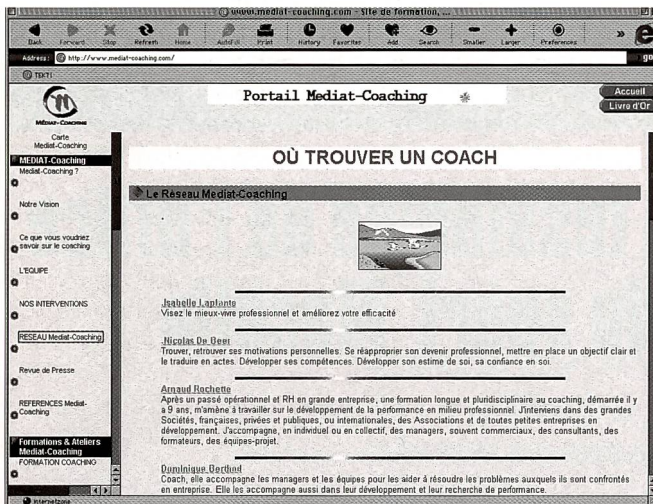 www.mediat-coaching.com - Site de formation, ...
Back Forward Stop Refresh Home AutoFill Print History Favorites Add Search Smaller Larger Preferences »
Address: http://www.mediat-coaching.com/ go
TEXT1
MÉDIAT-COACHING
Portail Mediat-Coaching
Accueil
Livre d'Or
Carte
Mediat-Coaching
MEDIAT-Coaching
Mediat-Coaching ?
Notre Vision
Ce que vous voudriez
savoir sur le coaching
L'EQUIPE
NOS INTERVENTIONS
RESEAU Mediat-Coaching
Revue de Presse
REFERENCES Mediat-
Coaching
Formations & Ateliers
Mediat-Coaching
FORMATION COACHING
OÙ TROUVER UN COACH
Le Réseau Mediat-Coaching
Isabelle Laplante
Visez le mieux-vivre professionnel et améliorez votre efficacité
Nicolas De Beer
Trouver, retrouver ses motivations personnelles. Se réapproprier son devenir professionnel, mettre en place un objectif clair et
le traduire en actes. Développer ses compétences. Développer son estime de soi, sa confiance en soi.
Arnaud Rochette
Après un passé opérationnel et RH en grande entreprise, une formation longue et pluridisciplinaire au coaching, démarrée il y
a 9 ans, m'amène à travailler sur le développement de la performance en milieu professionnel. J'interviens dans des grandes
Sociétés, françaises, privées et publiques, ou internationales, des Associations et de toutes petites entreprises en
développement. J'accompagne, en individuel ou en collectif, des managers, souvent commerciaux, des consultants, des
formateurs, des équipes-projet.
Dominique
Coach, elle accompagne les managers et les équipes pour les aider à résoudre les problèmes auxquels ils sont confrontés
en entreprise. Elle les accompagne aussi dans leur développement et leur recherche de performance.
Internetzone